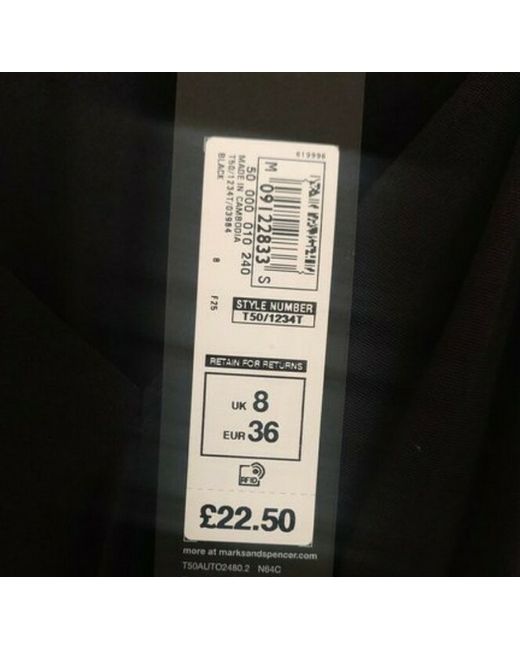 619996
M 09122833 S
50 000 010 240
MADE IN CAMBODIA
T50/1234T/03984
BLACK 8 F25
STYLE NUMBER
T50/1234T
RETAIN FOR RETURNS
UK 8
EUR 36
RFID
£22.50
more at marksandspencer.com
T50AUTO2480.2 N64C